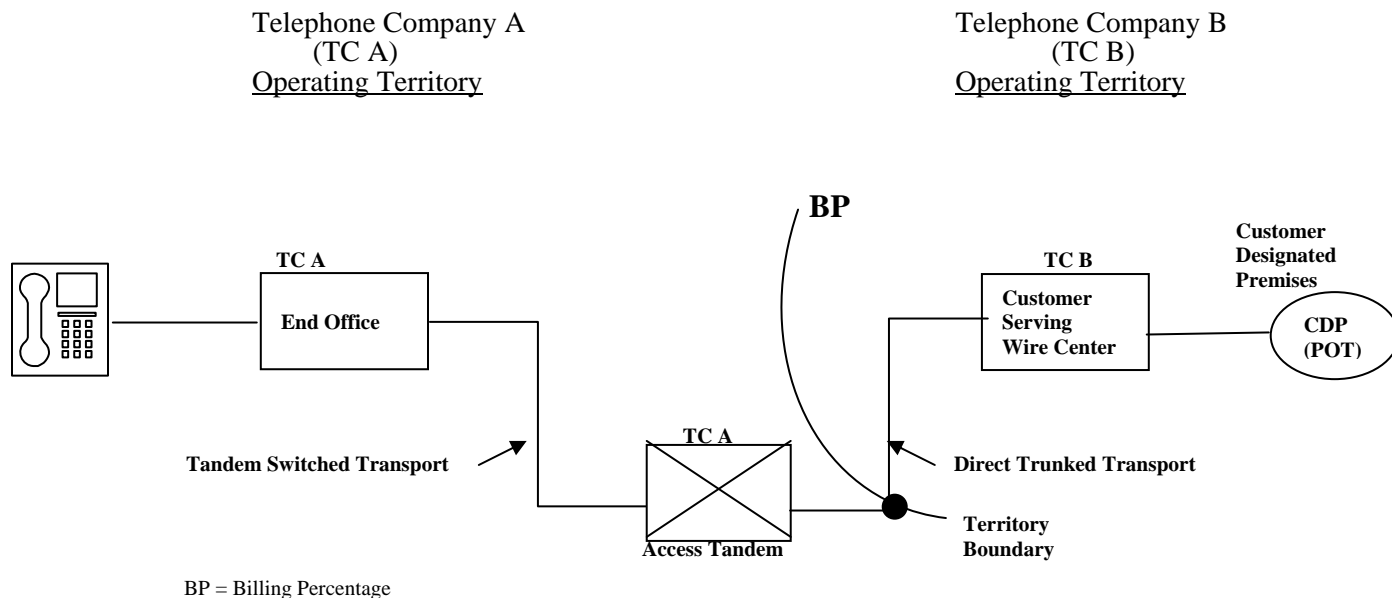 Telephone Company A
(TC A)
Operating Territory
Telephone Company B
(TC B)
Operating Territory
BP
TC A
End Office
TC B
Customer
Serving
Wire Center
Customer
Designated
Premises
CDP
(POT)
Tandem Switched Transport
TC A
Access Tandem
Direct Trunked Transport
Territory
Boundary
BP = Billing Percentage